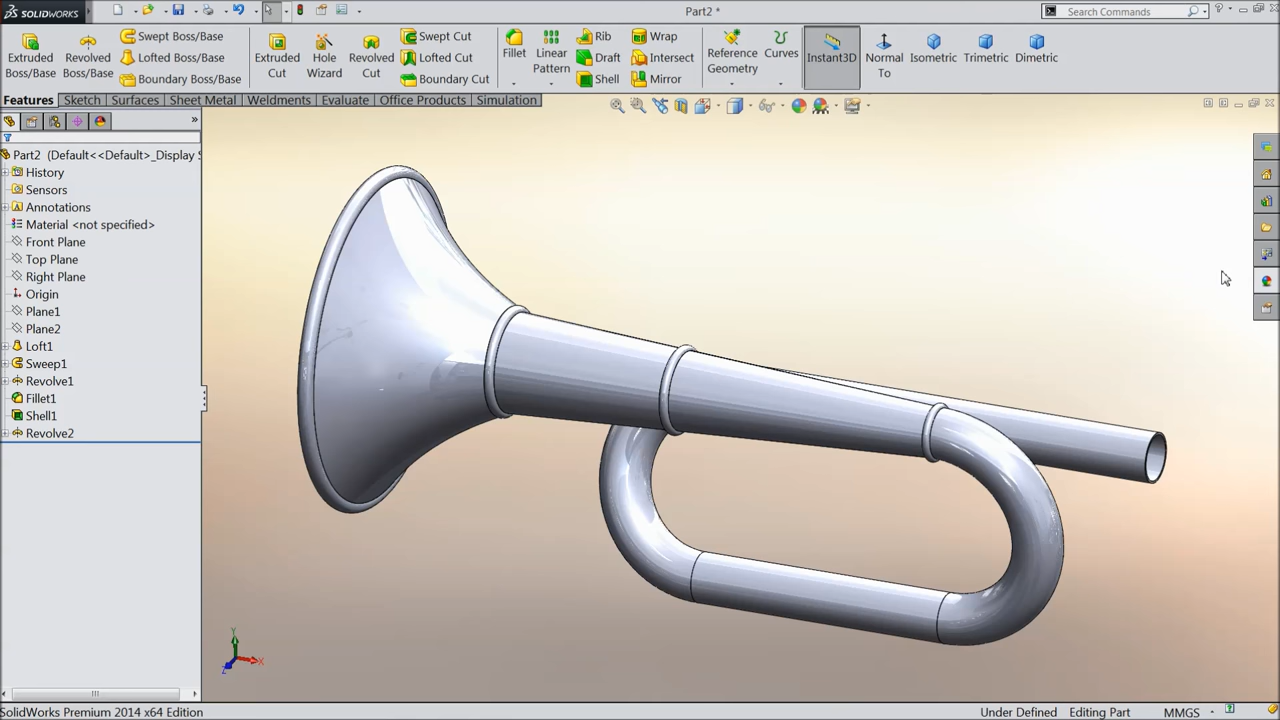 SOLIDWORKS
Part2 *
Search Commands
Extruded Boss/Base
Revolved Boss/Base
Swept Boss/Base
Lofted Boss/Base
Boundary Boss/Base
Extruded Cut
Hole Wizard
Revolved Cut
Swept Cut
Lofted Cut
Boundary Cut
Fillet
Linear Pattern
Rib
Draft
Shell
Wrap
Intersect
Mirror
Reference Geometry
Curves
Instant3D
Normal To
Isometric
Trimetric
Dimetric
Features
Sketch
Surfaces
Sheet Metal
Weldments
Evaluate
Office Products
Simulation
Part2 (Default<<Default>_Display S
History
Sensors
Annotations
Material <not specified>
Front Plane
Top Plane
Right Plane
Origin
Plane1
Plane2
Loft1
Sweep1
Revolve1
Fillet1
Shell1
Revolve2
Y
X
Z
SolidWorks Premium 2014 x64 Edition
Under Defined
Editing Part
MMGS